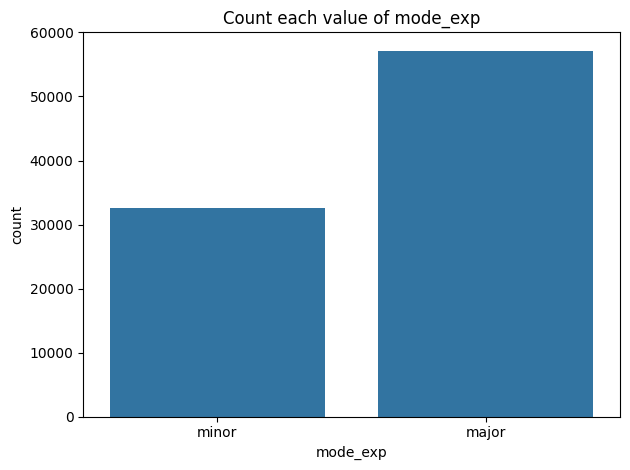 Count each value of mode_exp
60000
50000
40000
30000
20000
10000
0
count
minor
major
mode_exp